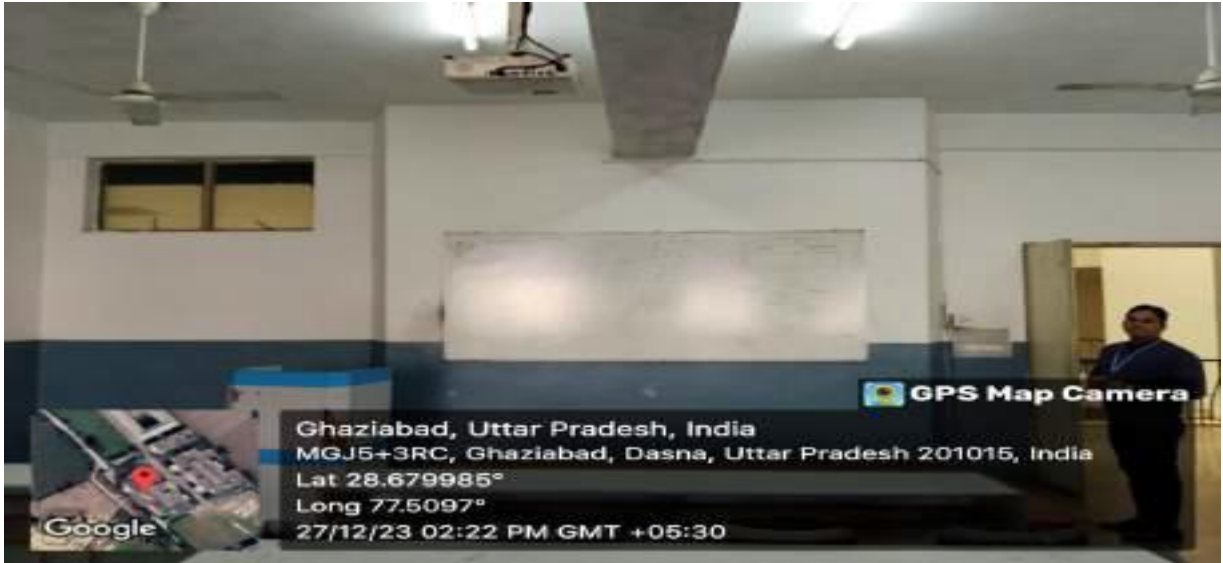 GPS Map Camera
Ghaziabad, Uttar Pradesh, India
MGJ5+3RC, Ghaziabad, Dasna, Uttar Pradesh 201015, India
Lat 28.679985°
Long 77.5097°
27/12/23 02:22 PM GMT +05:30
Google